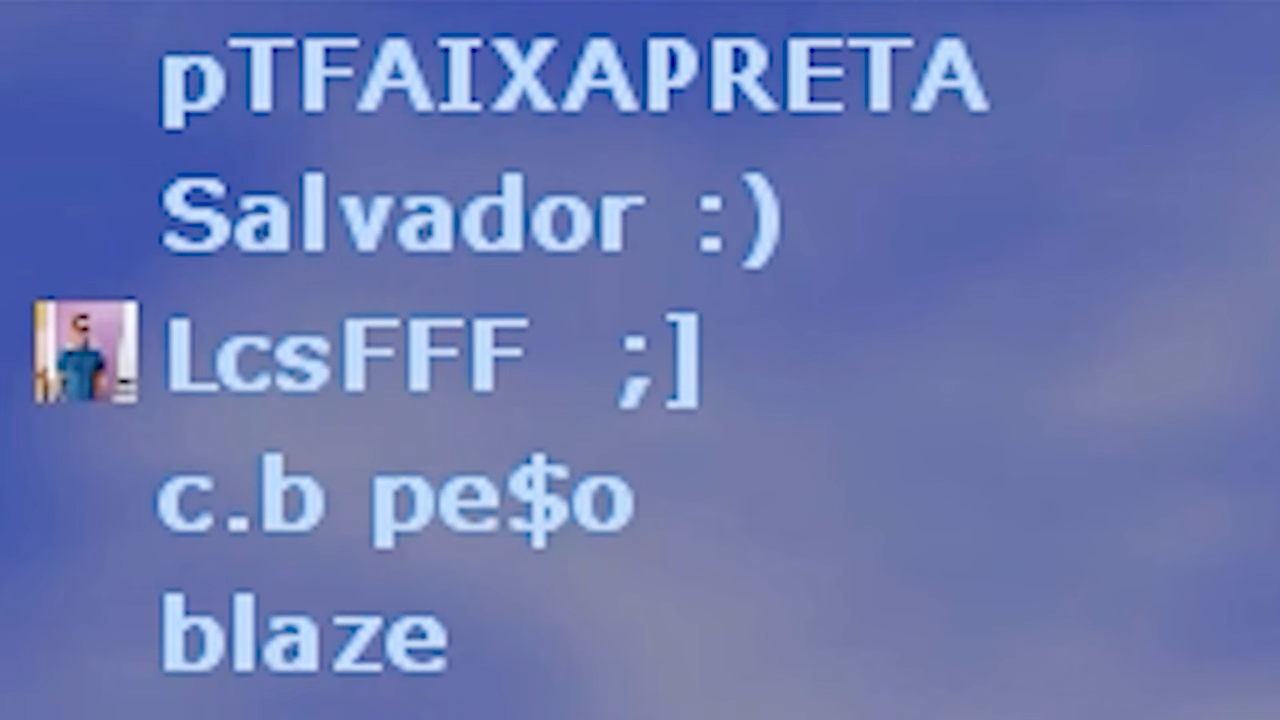 pTFAIXAPRETA
Salvador :)
LcsFFF  ;]
c.b pe$o
blaze